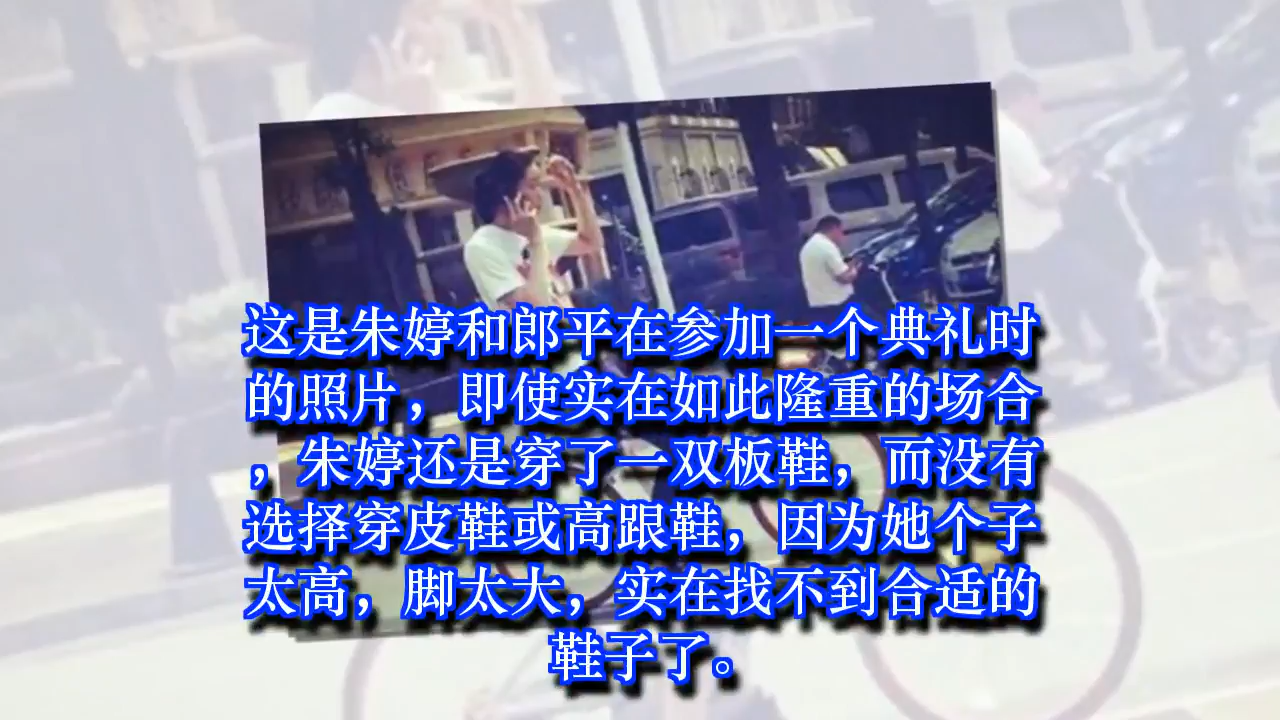 这是朱婷和郎平在参加一个典礼时
的照片，即使实在如此隆重的场合
，朱婷还是穿了一双板鞋，而没有
选择穿皮鞋或高跟鞋，因为她个子
太高，脚太大，实在找不到合适的
鞋子了。